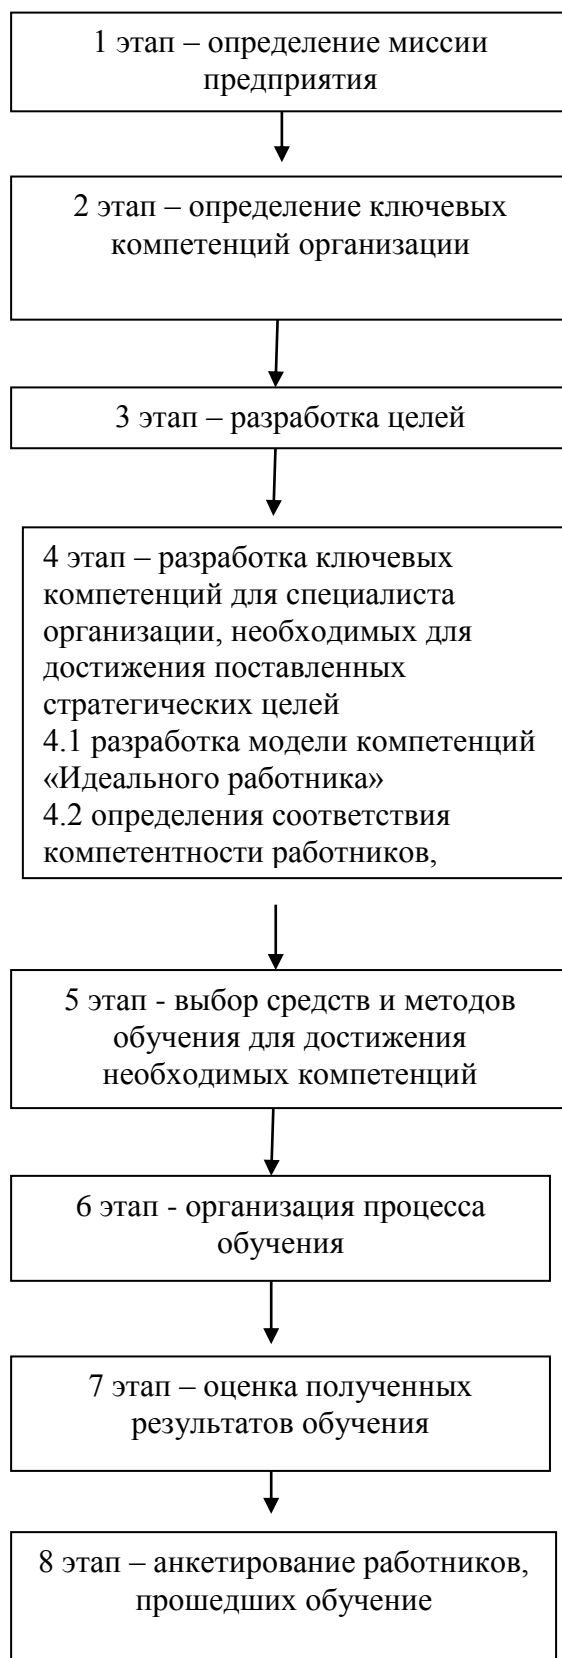 1 этап – определение миссии
предприятия
2 этап – определение ключевых
компетенций организации
3 этап – разработка целей
4 этап – разработка ключевых
компетенций для специалиста
организации, необходимых для
достижения поставленных
стратегических целей
4.1 разработка модели компетенций
«Идеального работника»
4.2 определения соответствия
компетентности работников,
5 этап - выбор средств и методов
обучения для достижения
необходимых компетенций
6 этап - организация процесса
обучения
7 этап – оценка полученных
результатов обучения
8 этап – анкетирование работников,
прошедших обучение